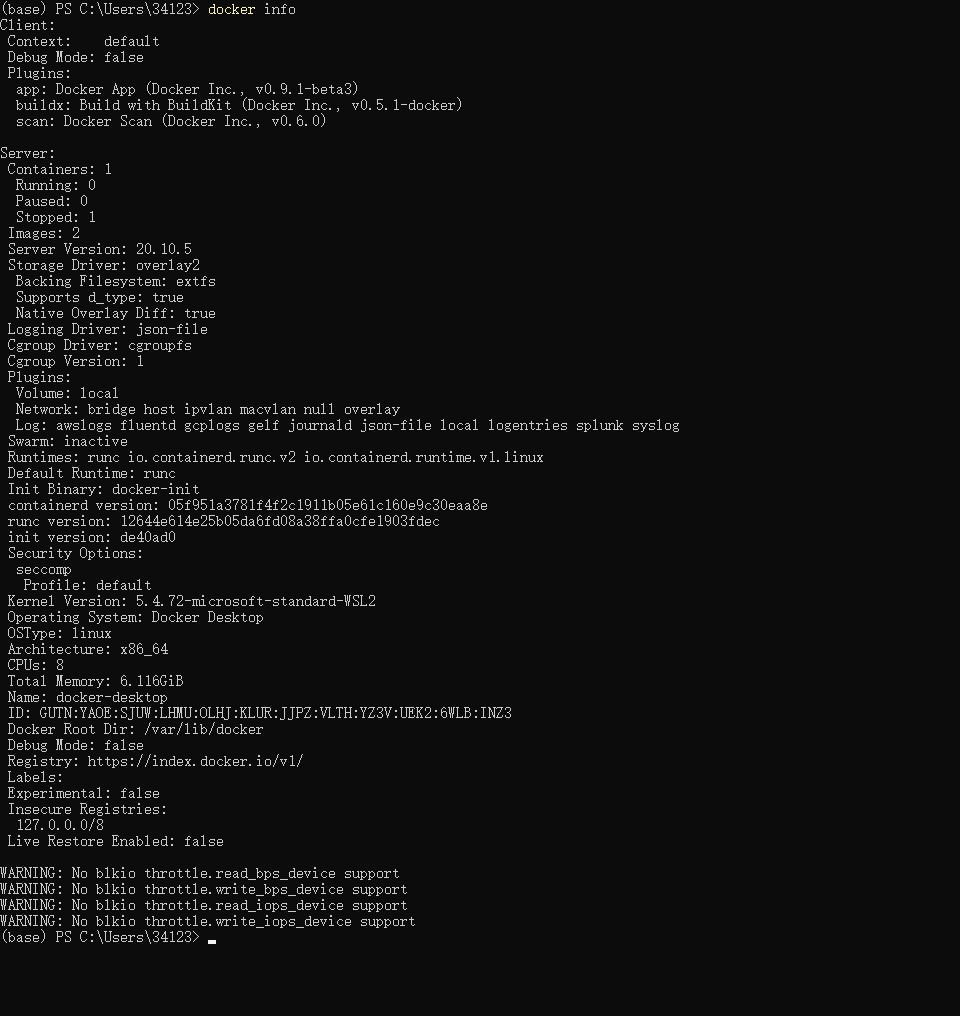 (base) PS C:\Users\34123> docker info
Client:
 Context:    default
 Debug Mode: false
 Plugins:
  app: Docker App (Docker Inc., v0.9.1-beta3)
  buildx: Build with BuildKit (Docker Inc., v0.5.1-docker)
  scan: Docker Scan (Docker Inc., v0.6.0)

Server:
 Containers: 1
  Running: 0
  Paused: 0
  Stopped: 1
 Images: 2
 Server Version: 20.10.5
 Storage Driver: overlay2
  Backing Filesystem: extfs
  Supports d_type: true
  Native Overlay Diff: true
 Logging Driver: json-file
 Cgroup Driver: cgroupfs
 Cgroup Version: 1
 Plugins:
  Volume: local
  Network: bridge host ipvlan macvlan null overlay
  Log: awslogs fluentd gcplogs gelf journald json-file local logentries splunk syslog
 Swarm: inactive
 Runtimes: runc io.containerd.runc.v2 io.containerd.runtime.v1.linux
 Default Runtime: runc
 Init Binary: docker-init
 containerd version: 05f951a3781f4f2c1911b05e61c160e9c30eaa8e
 runc version: 12644e614e25b05da6fd08a38ffa0cfe1903fdec
 init version: de40ad0
 Security Options:
  seccomp
   Profile: default
 Kernel Version: 5.4.72-microsoft-standard-WSL2
 Operating System: Docker Desktop
 OSType: linux
 Architecture: x86_64
 CPUs: 8
 Total Memory: 6.116GiB
 Name: docker-desktop
 ID: GUTN:YAOE:SJUW:LHMU:OLHJ:KLUR:JJPZ:VLTH:YZ3V:UEK2:6WLB:INZ3
 Docker Root Dir: /var/lib/docker
 Debug Mode: false
 Registry: https://index.docker.io/v1/
 Labels:
 Experimental: false
 Insecure Registries:
  127.0.0.0/8
 Live Restore Enabled: false

WARNING: No blkio throttle.read_bps_device support
WARNING: No blkio throttle.write_bps_device support
WARNING: No blkio throttle.read_iops_device support
WARNING: No blkio throttle.write_iops_device support
(base) PS C:\Users\34123>